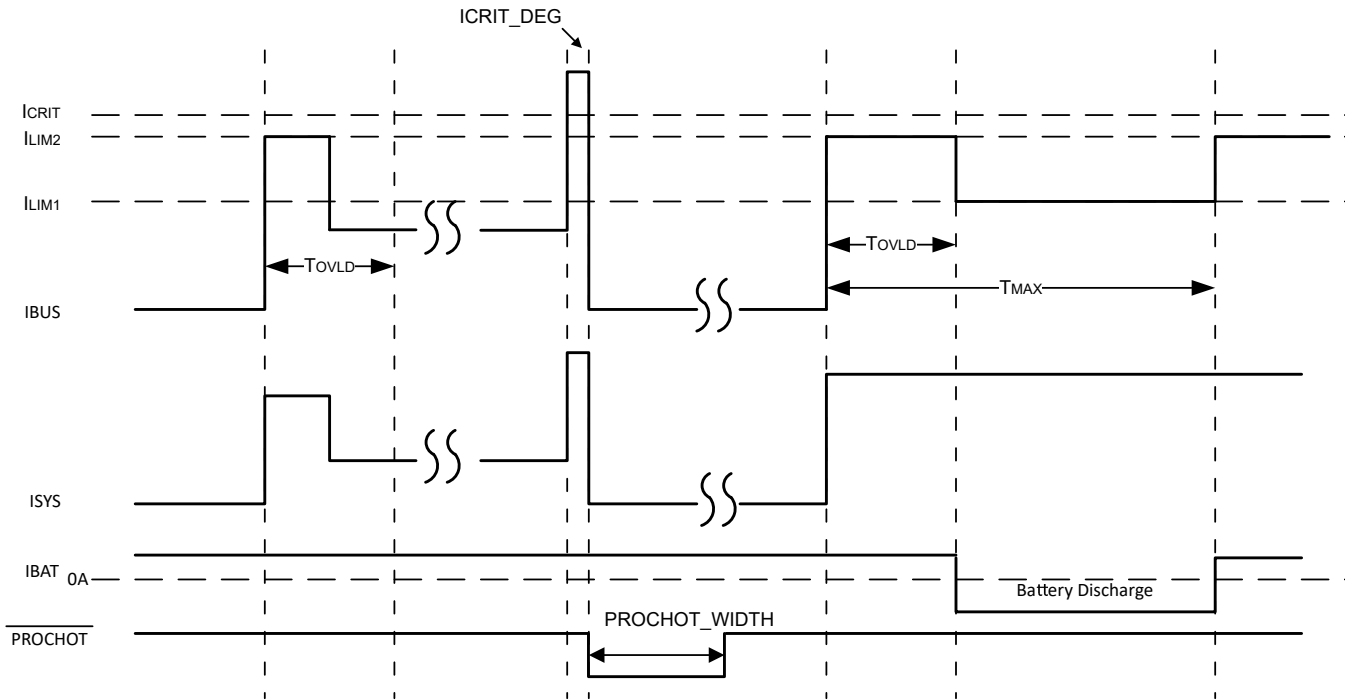 ICRIT_DEG
ICRIT
ILIM2
ILIM1
TOVLD
TOVLD
TMAX
IBUS
ISYS
IBAT 0A
Battery Discharge
PROCHOT_WIDTH
PROCHOT